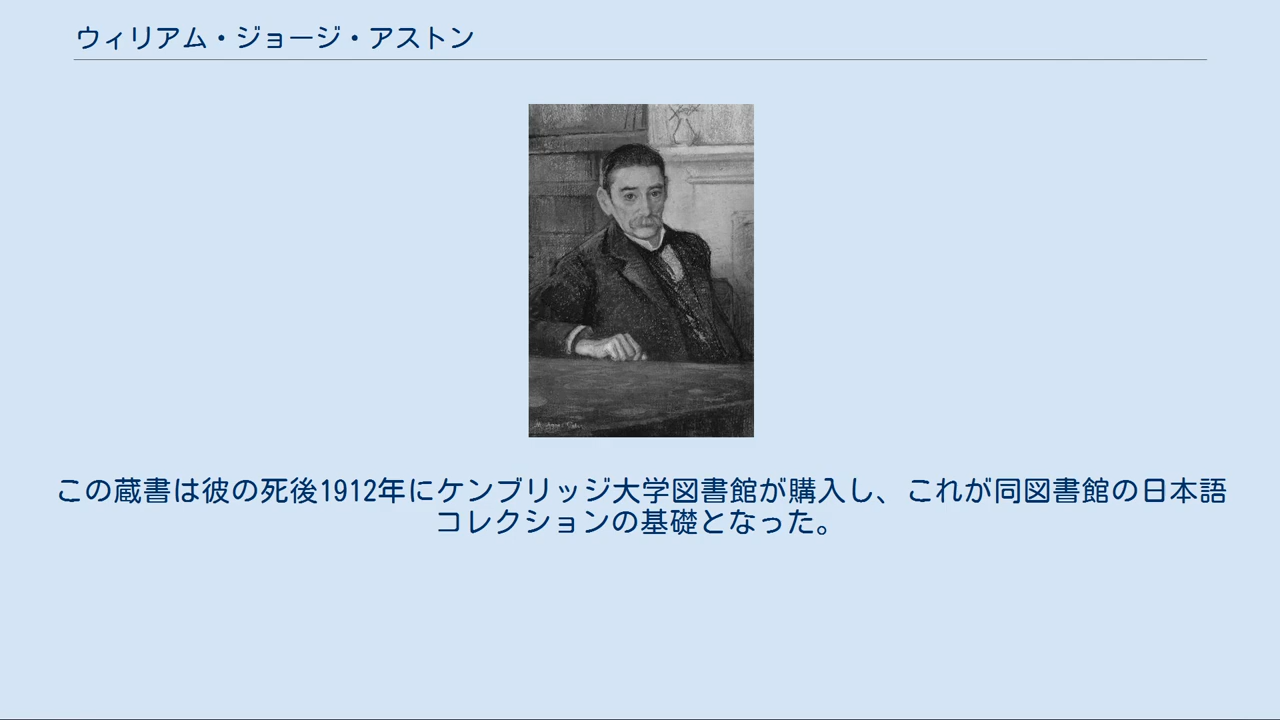 ウィリアム・ジョージ・アストン
この蔵書は彼の死後1912年にケンブリッジ大学図書館が購入し、これが同図書館の日本語
コレクションの基礎となった。